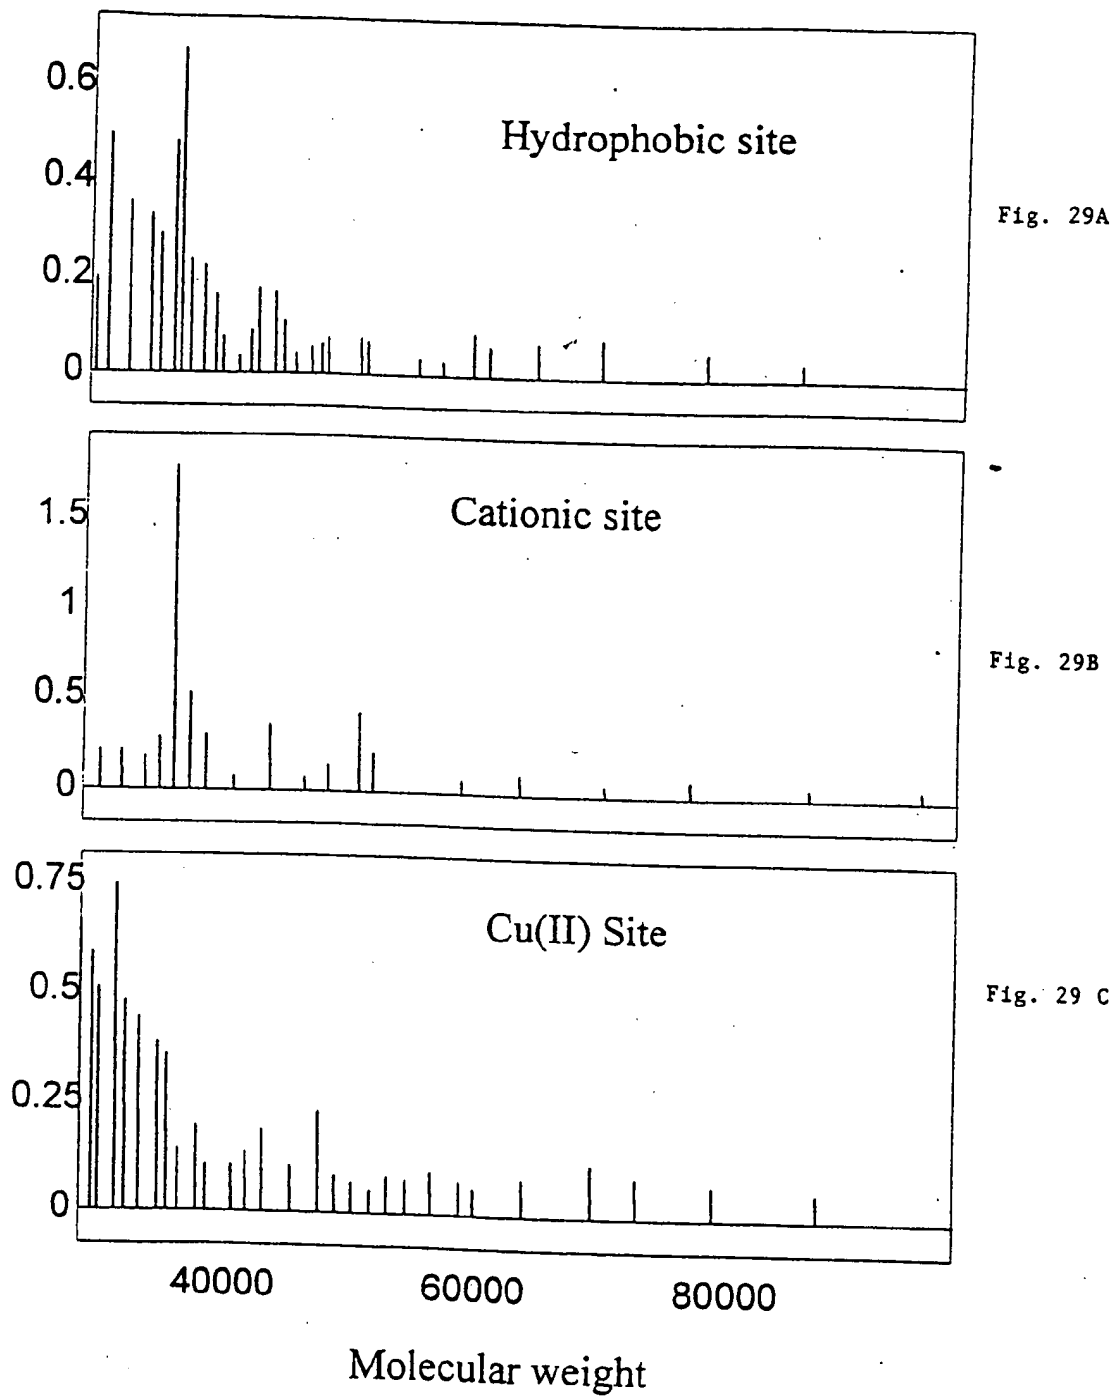 0.6
Hydrophobic site
0.4
Fig. 29A
0.2
0
1.5
Cationic site
1
Fig. 29B
0.5
0
0.75
Cu(II) Site
0.5
Fig. 29 C
0.25
0
40000 60000 80000
Molecular weight